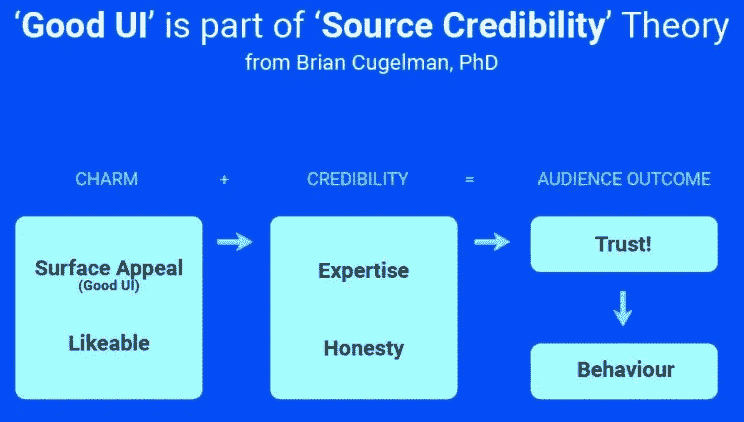 ‘Good UI’ is part of ‘Source Credibility’ Theory
from Brian Cugelman, PhD
CHARM + CREDIBILITY = AUDIENCE OUTCOME
Surface Appeal
(Good UI)
Likeable
Expertise
Honesty
Trust!
Behaviour